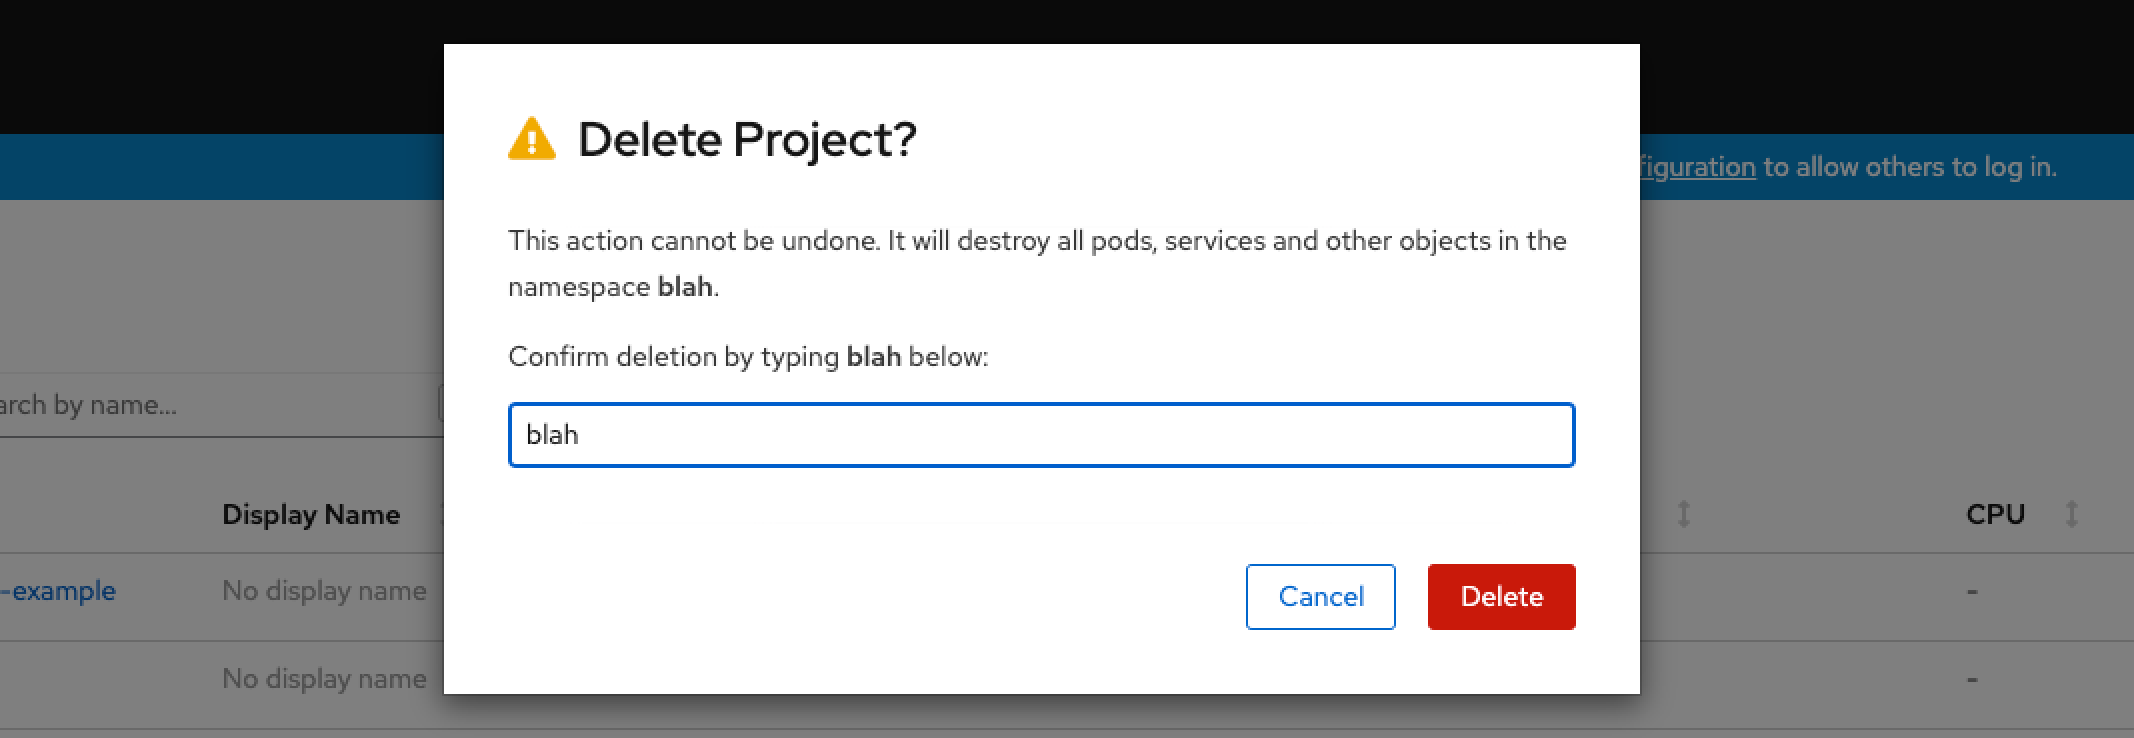 Delete Project?
figuration to allow others to log in.
This action cannot be undone. It will destroy all pods, services and other objects in the
namespace blah.
Confirm deletion by typing blah below:
arch by name...
blah
Display Name
CPU
-example
No display name
-
Cancel
Delete
No display name
-